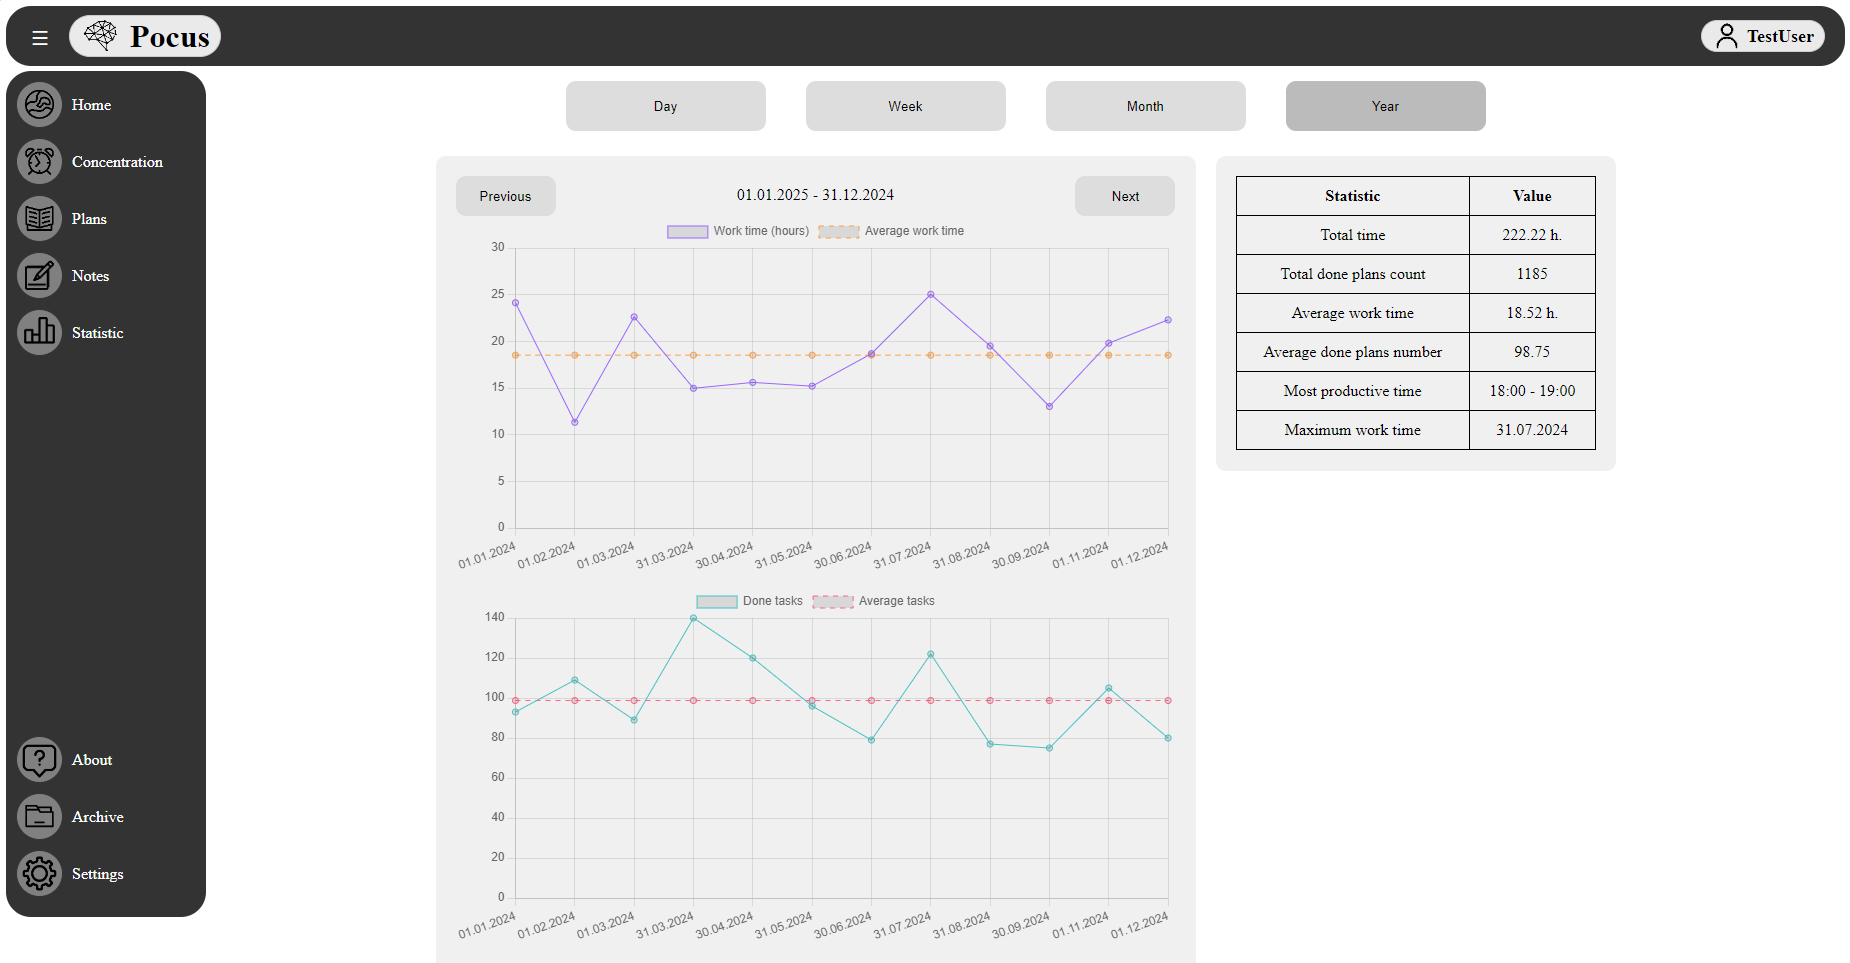 ☰ Pocus
TestUser
Home
Concentration
Plans
Notes
Statistic
About
Archive
Settings
Day Week Month Year
Previous 01.01.2025 - 31.12.2024 Next
Work time (hours) Average work time
30
25
20
15
10
5
0
01.01.2024 01.02.2024 01.03.2024 31.03.2024 30.04.2024 31.05.2024 30.06.2024 31.07.2024 31.08.2024 30.09.2024 01.11.2024 01.12.2024
Done tasks Average tasks
140
120
100
80
60
40
20
0
01.01.2024 01.02.2024 01.03.2024 31.03.2024 30.04.2024 31.05.2024 30.06.2024 31.07.2024 31.08.2024 30.09.2024 01.11.2024 01.12.2024
Statistic Value
Total time 222.22 h.
Total done plans count 1185
Average work time 18.52 h.
Average done plans number 98.75
Most productive time 18:00 - 19:00
Maximum work time 31.07.2024